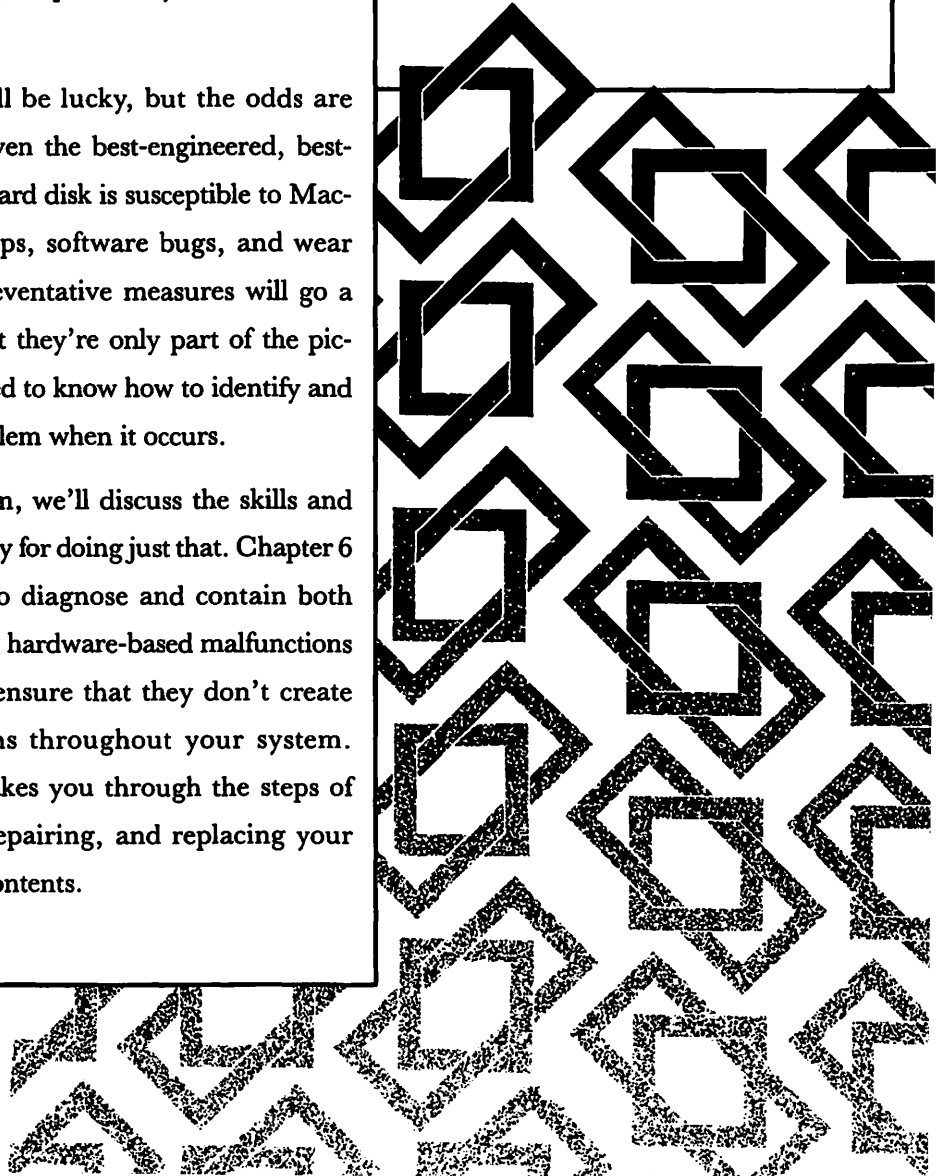 ll be lucky, but the odds are
ven the best-engineered, best-
ard disk is susceptible to Mac-
ps, software bugs, and wear
eventative measures will go a
t they're only part of the pic-
d to know how to identify and
lem when it occurs.
n, we'll discuss the skills and
y for doing just that. Chapter 6
o diagnose and contain both
hardware-based malfunctions
ensure that they don't create
ns throughout your system.
kes you through the steps of
epairing, and replacing your
ontents.